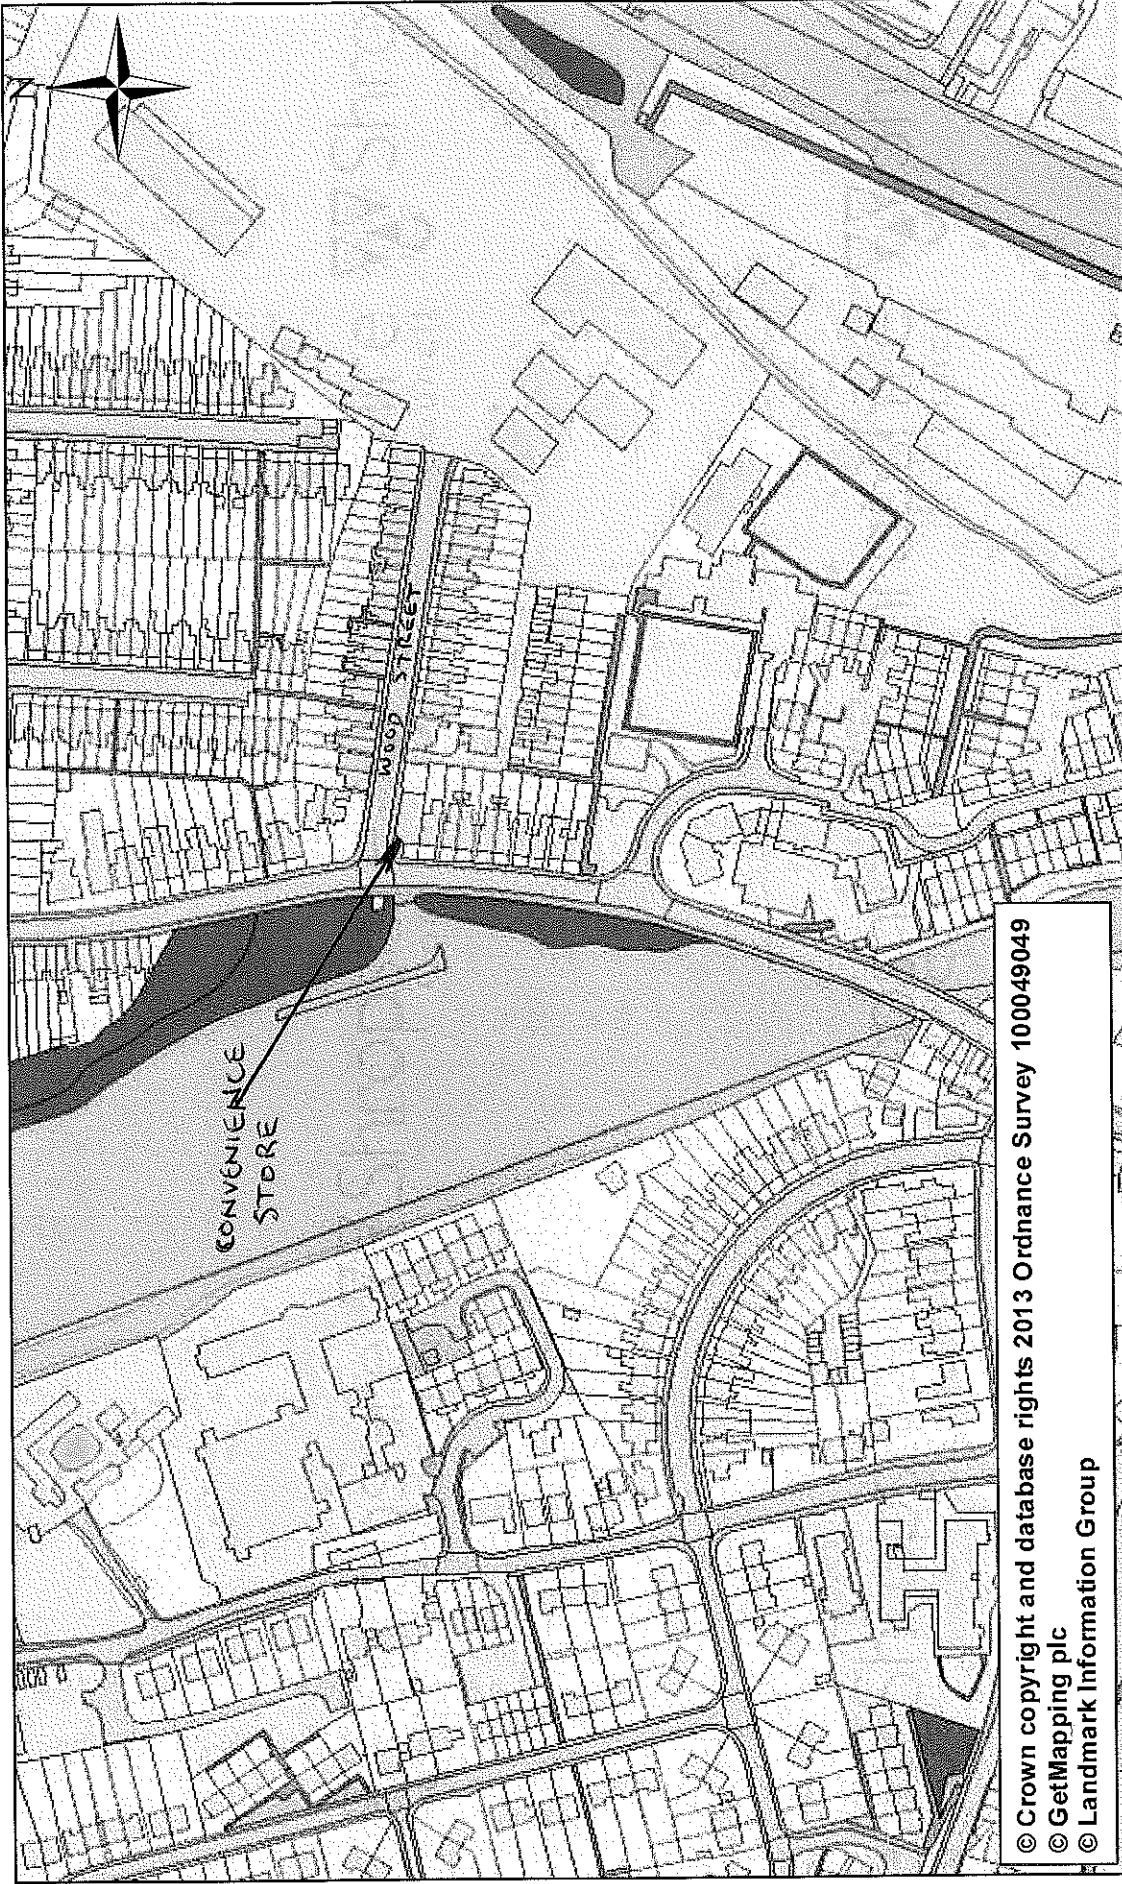 N
CONVENIENCE
STORE
WOOD STREET
© Crown copyright and database rights 2013 Ordnance Survey 100049049
© GetMapping plc
© Landmark Information Group